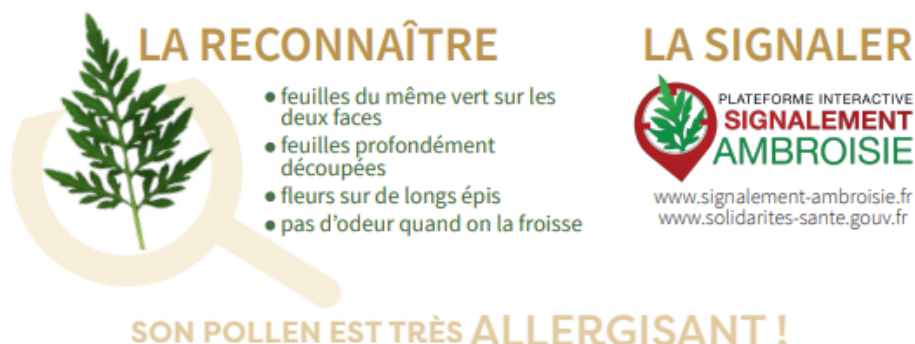 LA RECONNAÎTRE
• feuilles du même vert sur les
deux faces
• feuilles profondément
découpées
• fleurs sur de longs épis
• pas d'odeur quand on la froisse
LA SIGNALER
PLATEFORME INTERACTIVE
SIGNALEMENT
AMBROISIE
www.signalement-ambroisie.fr
www.solidarites-sante.gouv.fr
SON POLLEN EST TRÈS ALLERGISANT !